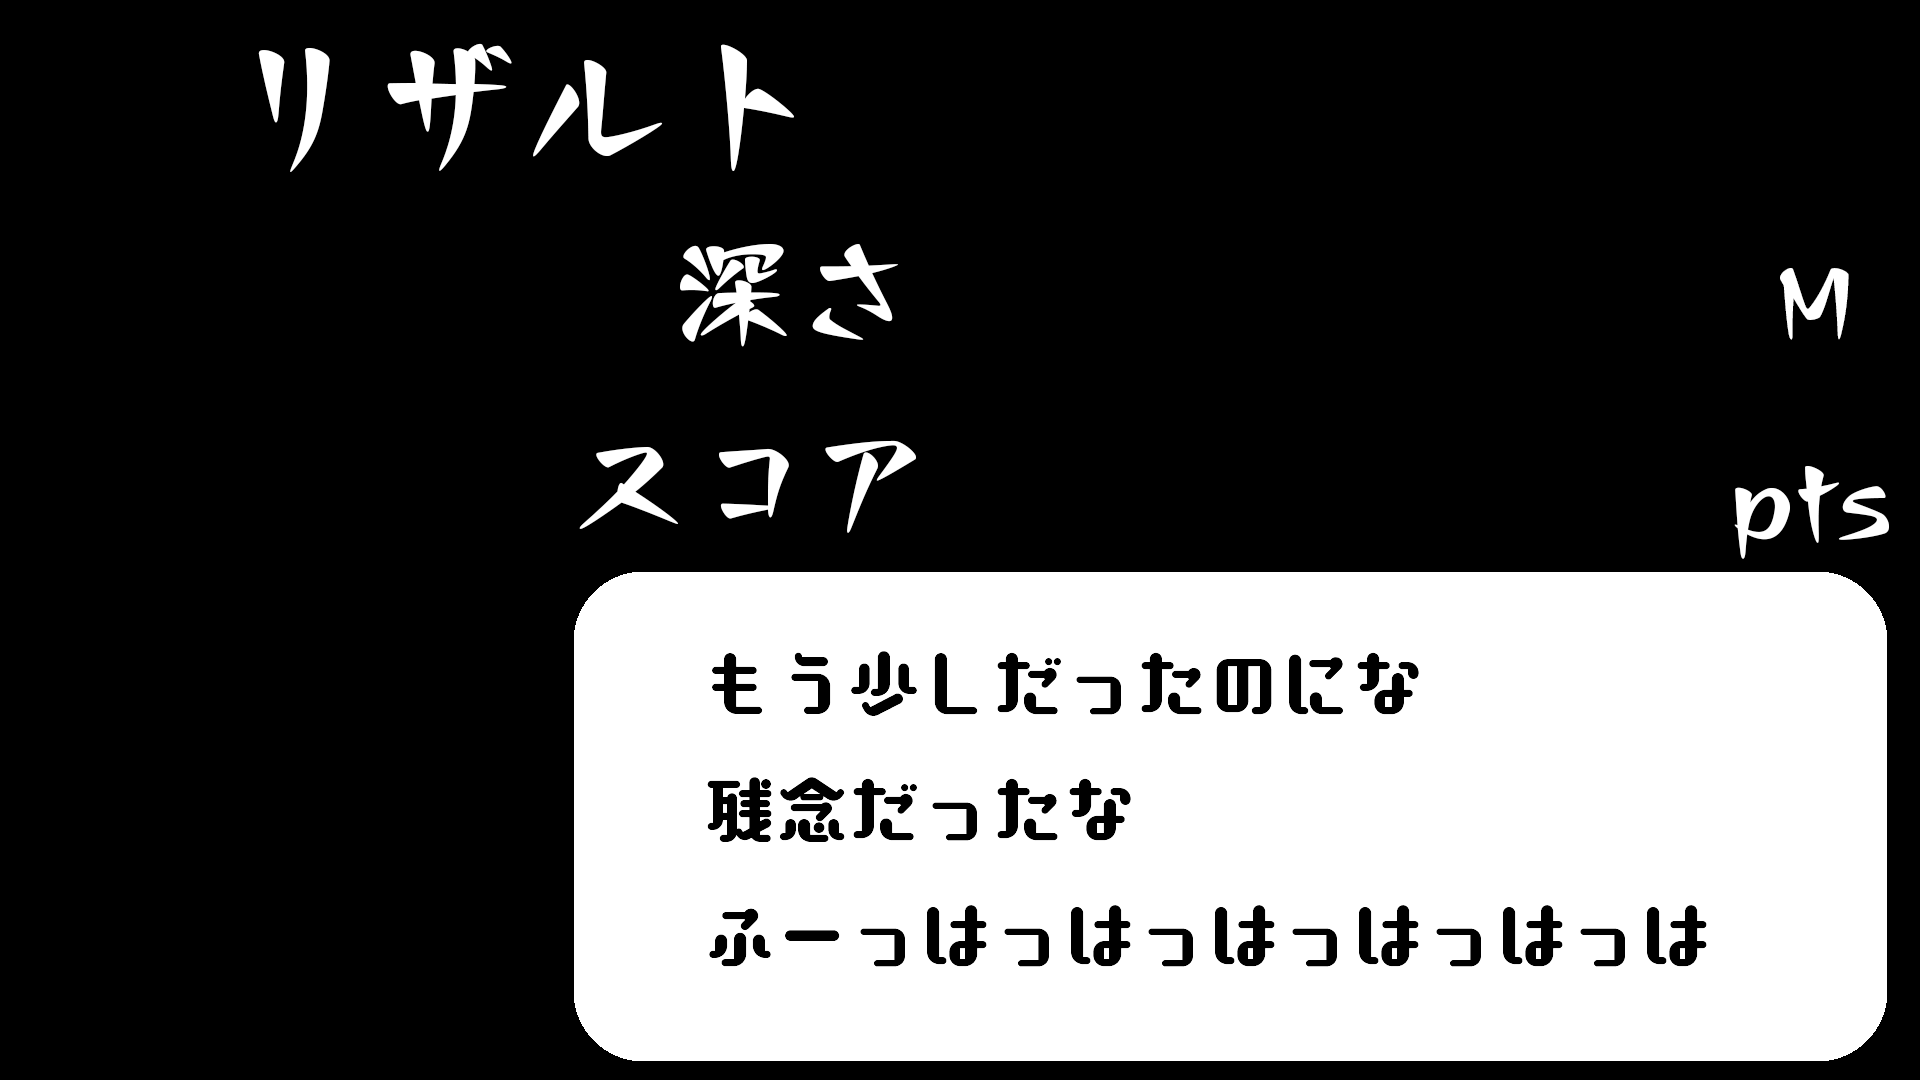 リザルト
深さ M
スコア pts
もう少しだったのにな
残念だったな
ふーっはっはっはっはっはっは